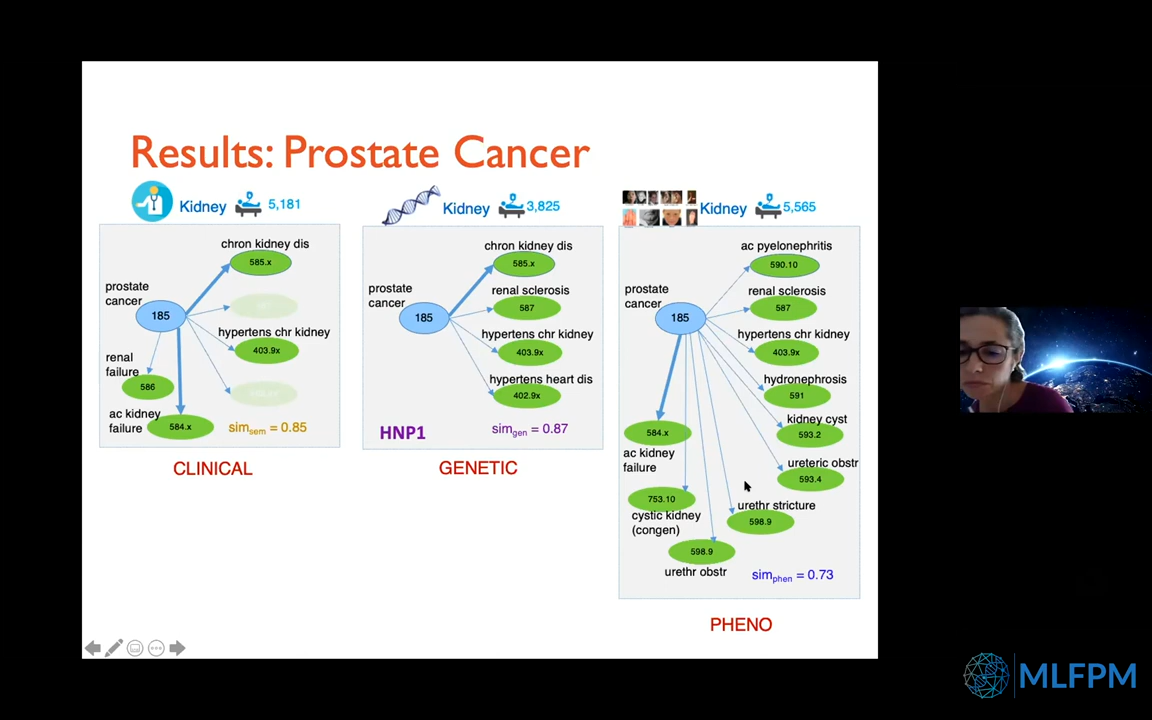 Results: Prostate Cancer
Kidney 5,181
chron kidney dis
585.x
prostate
cancer
185
hypertens chr kidney
403.9x
renal
failure
586
ac kidney
failure
584.x
simsem = 0.85
CLINICAL
Kidney 3,825
chron kidney dis
585.x
prostate
cancer
185
renal sclerosis
587
hypertens chr kidney
403.9x
hypertens heart dis
402.9x
HNP1
simgen = 0.87
GENETIC
Kidney 5,565
ac pyelonephritis
590.10
prostate
cancer
185
renal sclerosis
587
hypertens chr kidney
403.9x
hydronephrosis
591
kidney cyst
593.2
ureteric obstr
593.4
584.x
ac kidney
failure
753.10
cystic kidney
(congen)
urethr stricture
598.9
598.9
urethr obstr
simphen = 0.73
PHENO
MLFPM